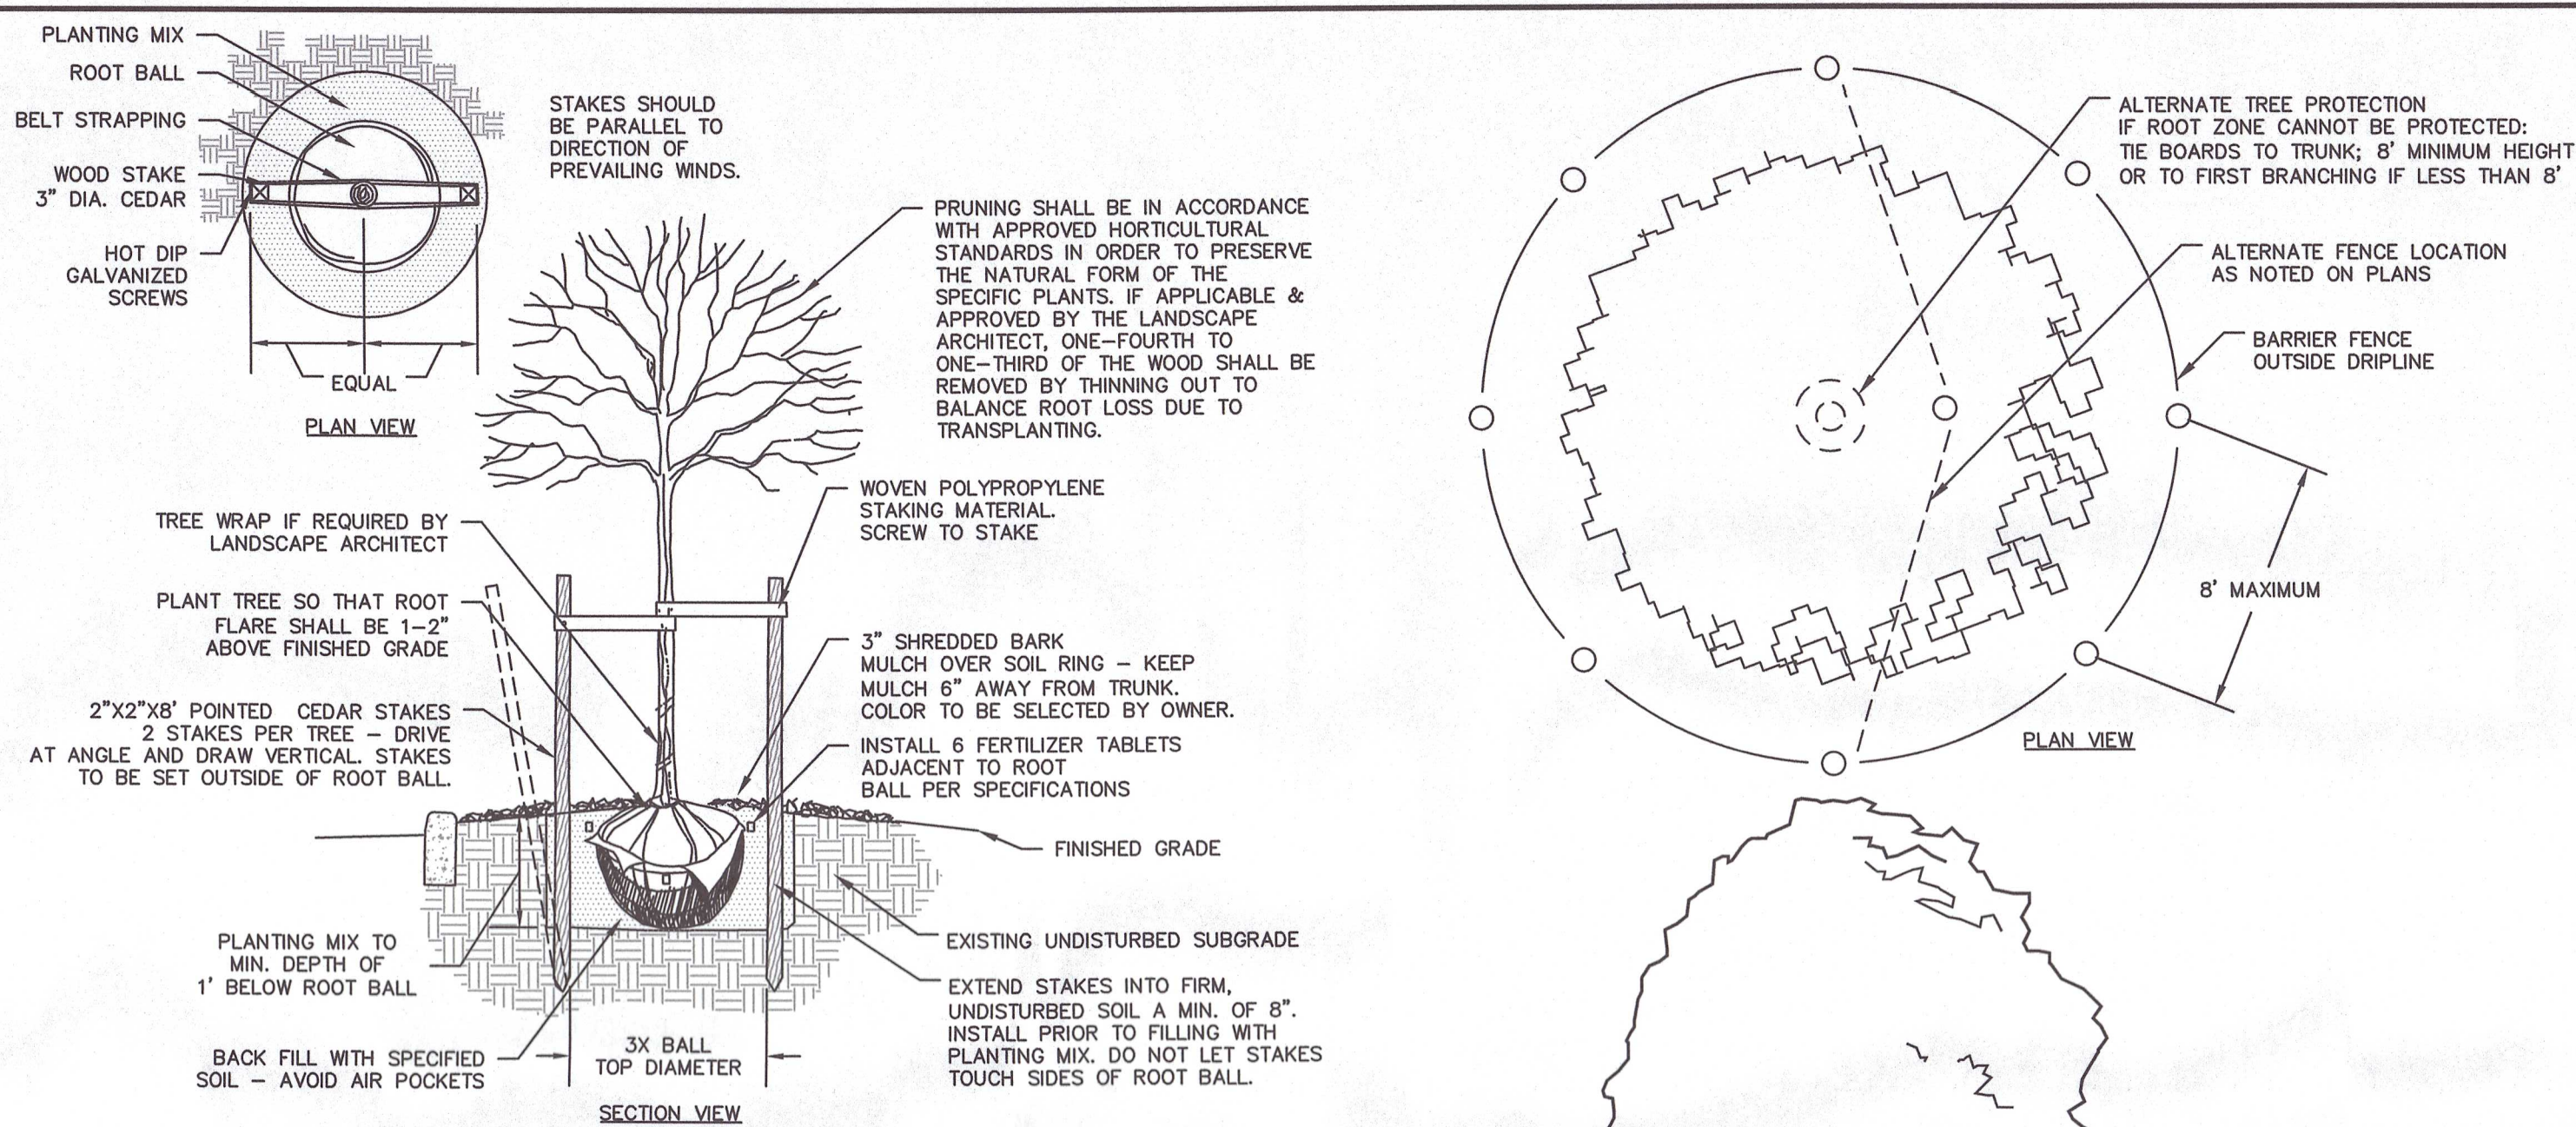 PLANTING MIX
ROOT BALL
BELT STRAPPING
WOOD STAKE
3" DIA. CEDAR
HOT DIP
GALVANIZED
SCREWS
EQUAL
PLAN VIEW
STAKES SHOULD
BE PARALLEL TO
DIRECTION OF
PREVAILING WINDS.
PRUNING SHALL BE IN ACCORDANCE
WITH APPROVED HORTICULTURAL
STANDARDS IN ORDER TO PRESERVE
THE NATURAL FORM OF THE
SPECIFIC PLANTS. IF APPLICABLE &
APPROVED BY THE LANDSCAPE
ARCHITECT, ONE-FOURTH TO
ONE-THIRD OF THE WOOD SHALL BE
REMOVED BY THINNING OUT TO
BALANCE ROOT LOSS DUE TO
TRANSPLANTING.
WOVEN POLYPROPYLENE
STAKING MATERIAL.
SCREW TO STAKE
TREE WRAP IF REQUIRED BY
LANDSCAPE ARCHITECT
PLANT TREE SO THAT ROOT
FLARE SHALL BE 1-2"
ABOVE FINISHED GRADE
2"X2"X8' POINTED CEDAR STAKES
2 STAKES PER TREE - DRIVE
AT ANGLE AND DRAW VERTICAL. STAKES
TO BE SET OUTSIDE OF ROOT BALL.
3" SHREDDED BARK
MULCH OVER SOIL RING - KEEP
MULCH 6" AWAY FROM TRUNK.
COLOR TO BE SELECTED BY OWNER.
INSTALL 6 FERTILIZER TABLETS
ADJACENT TO ROOT
BALL PER SPECIFICATIONS
FINISHED GRADE
PLANTING MIX TO
MIN. DEPTH OF
1' BELOW ROOT BALL
EXISTING UNDISTURBED SUBGRADE
EXTEND STAKES INTO FIRM,
UNDISTURBED SOIL A MIN. OF 8".
INSTALL PRIOR TO FILLING WITH
PLANTING MIX. DO NOT LET STAKES
TOUCH SIDES OF ROOT BALL.
BACK FILL WITH SPECIFIED
SOIL - AVOID AIR POCKETS
3X BALL
TOP DIAMETER
SECTION VIEW
ALTERNATE TREE PROTECTION
IF ROOT ZONE CANNOT BE PROTECTED:
TIE BOARDS TO TRUNK; 8' MINIMUM HEIGHT
OR TO FIRST BRANCHING IF LESS THAN 8'
ALTERNATE FENCE LOCATION
AS NOTED ON PLANS
BARRIER FENCE
OUTSIDE DRIPLINE
8' MAXIMUM
PLAN VIEW